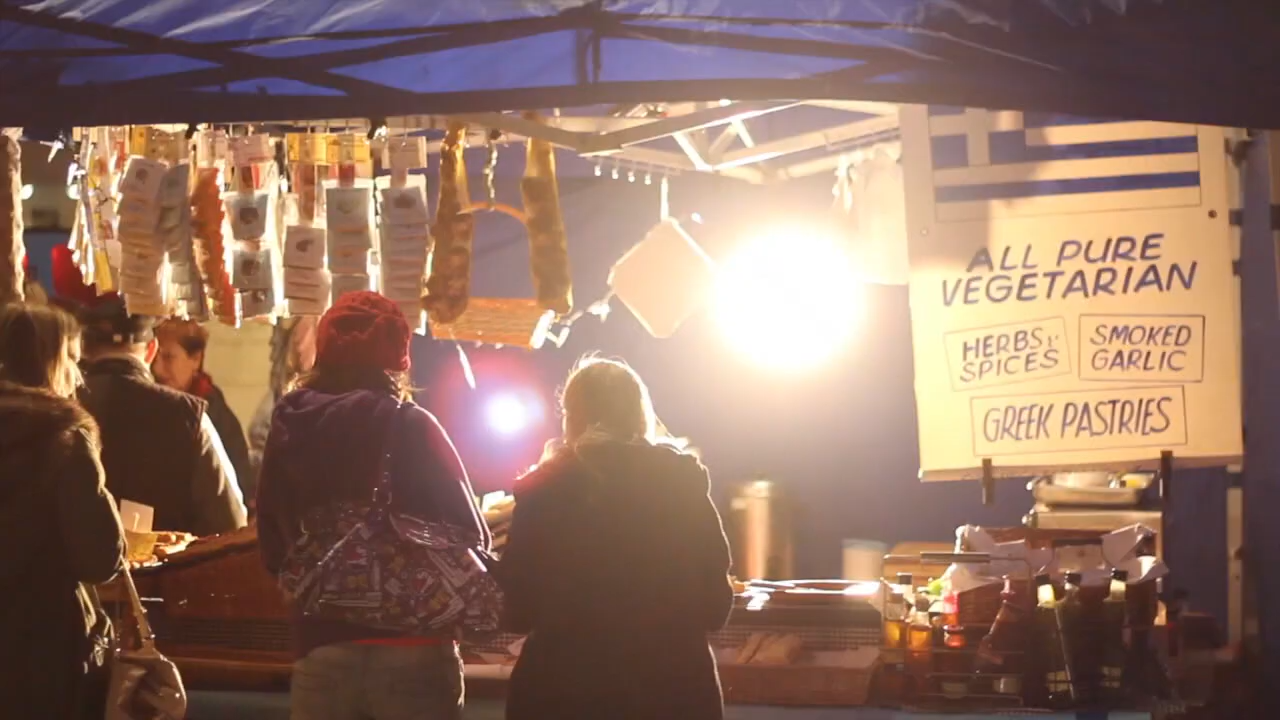 ALL PURE
VEGETARIAN
HERBS &
SPICES
SMOKED
GARLIC
GREEK PASTRIES